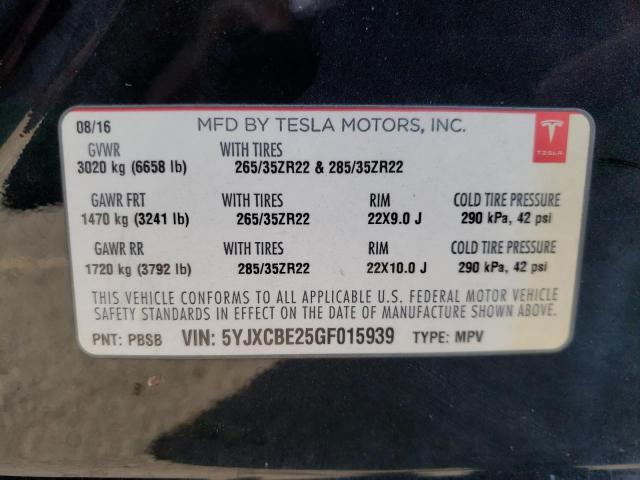 08/16 MFD BY TESLA MOTORS, INC.
GVWR WITH TIRES
3020 kg (6658 lb) 265/35ZR22 & 285/35ZR22
TESLA
GAWR FRT WITH TIRES RIM COLD TIRE PRESSURE
1470 kg (3241 lb) 265/35ZR22 22X9.0 J 290 kPa, 42 psi
GAWR RR WITH TIRES RIM COLD TIRE PRESSURE
1720 kg (3792 lb) 285/35ZR22 22X10.0 J 290 kPa, 42 psi
THIS VEHICLE CONFORMS TO ALL APPLICABLE U.S. FEDERAL MOTOR VEHICLE
SAFETY STANDARDS IN EFFECT ON THE DATE OF MANUFACTURE SHOWN ABOVE.
PNT: PBSB VIN: 5YJXCBE25GF015939 TYPE: MPV